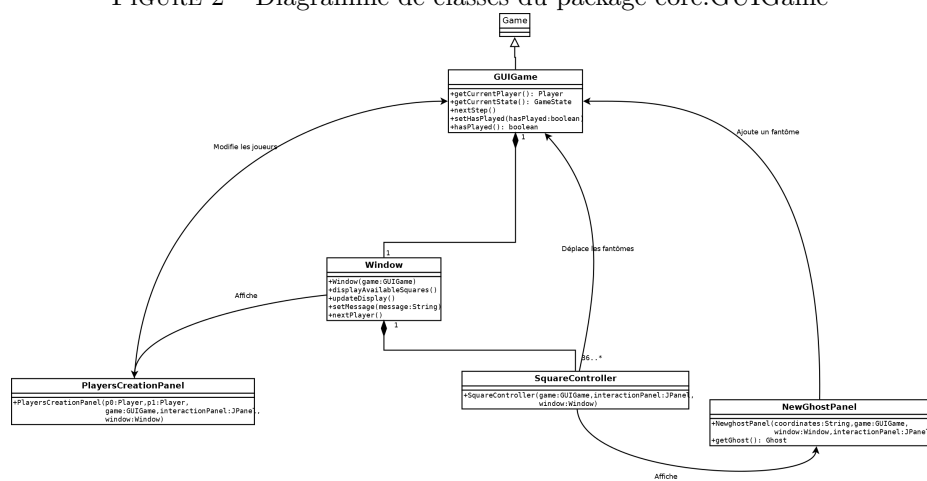 FIGURE 2 – Diagramme de classes du package core.GUIGame
Game
GUIGame
+getCurrentPlayer(): Player
+getCurrentState(): GameState
+nextStep()
+setHasPlayed(hasPlayed:boolean)
+hasPlayed(): boolean
1
Modifie les joueurs
Ajoute un fantôme
Déplace les fantômes
1
Window
+Window(game:GUIGame)
+displayAvailableSquares()
+updateDisplay()
+setMessage(message:String)
+nextPlayer()
Affiche
1
36..*
PlayersCreationPanel
+PlayersCreationPanel(p0:Player,p1:Player,
game:GUIGame,interactionPanel:JPanel,
window:Window)
SquareController
+SquareController(game:GUIGame,interactionPanel:JPanel,
window:Window)
NewGhostPanel
+NewghostPanel(coordinates:String,game:GUIGame,
window:Window,interactionPanel:JPanel
+getGhost(): Ghost
Affiche